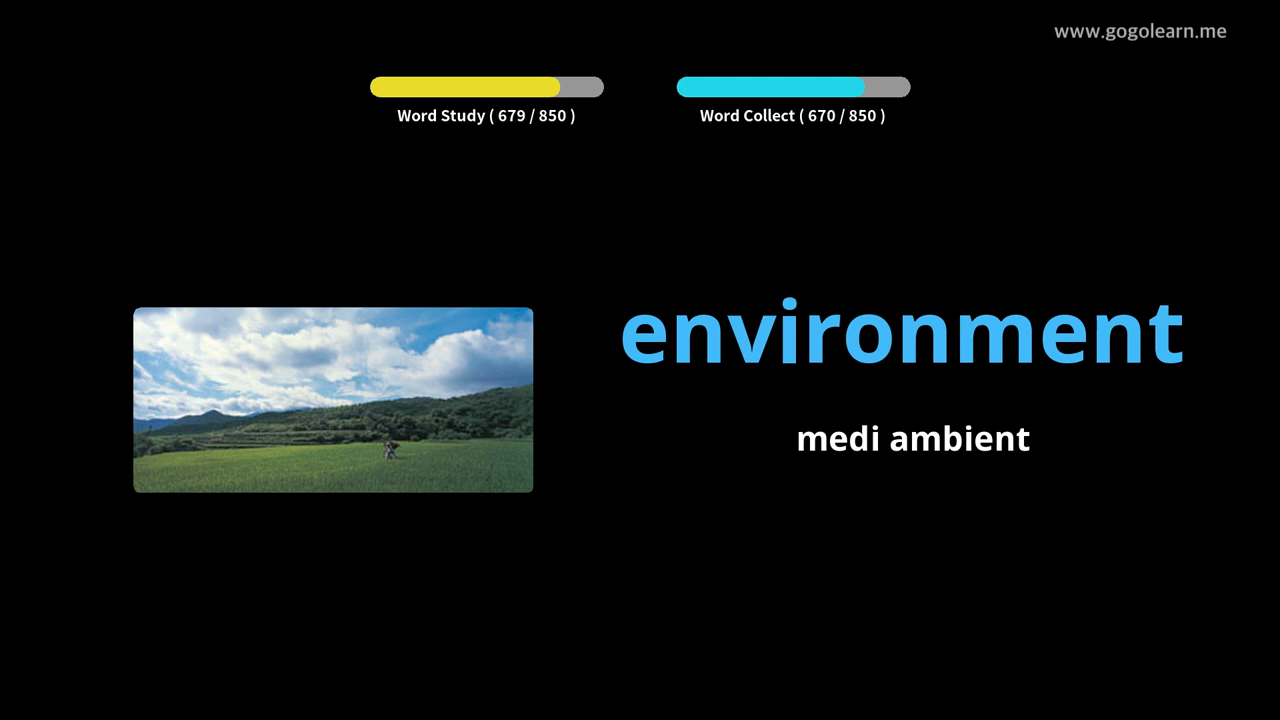 www.gogolearn.me
Word Study ( 679 / 850 )
Word Collect ( 670 / 850 )
environment
medi ambient